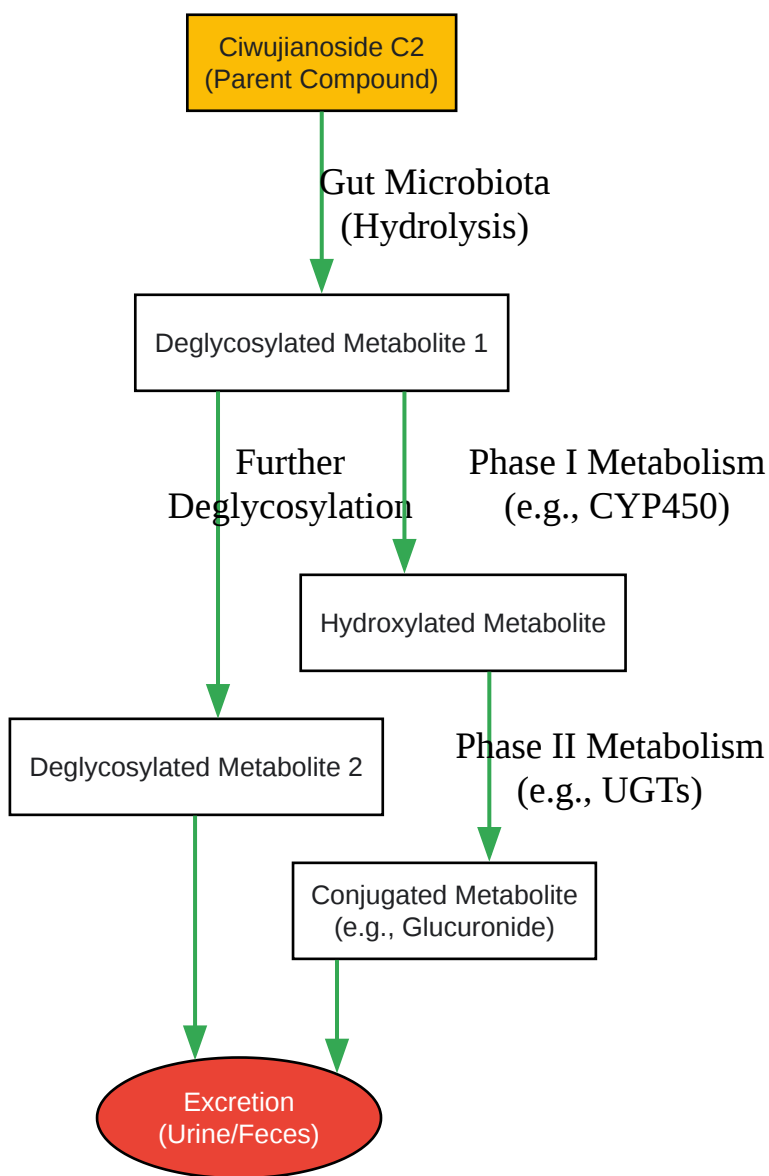 Ciwujianoside C2
(Parent Compound)
Gut Microbiota
(Hydrolysis)
Deglycosylated Metabolite 1
Further
Deglycosylation
Phase I Metabolism
(e.g., CYP450)
Hydroxylated Metabolite
Deglycosylated Metabolite 2
Phase II Metabolism
(e.g., UGTs)
Conjugated Metabolite
(e.g., Glucuronide)
Excretion
(Urine/Feces)